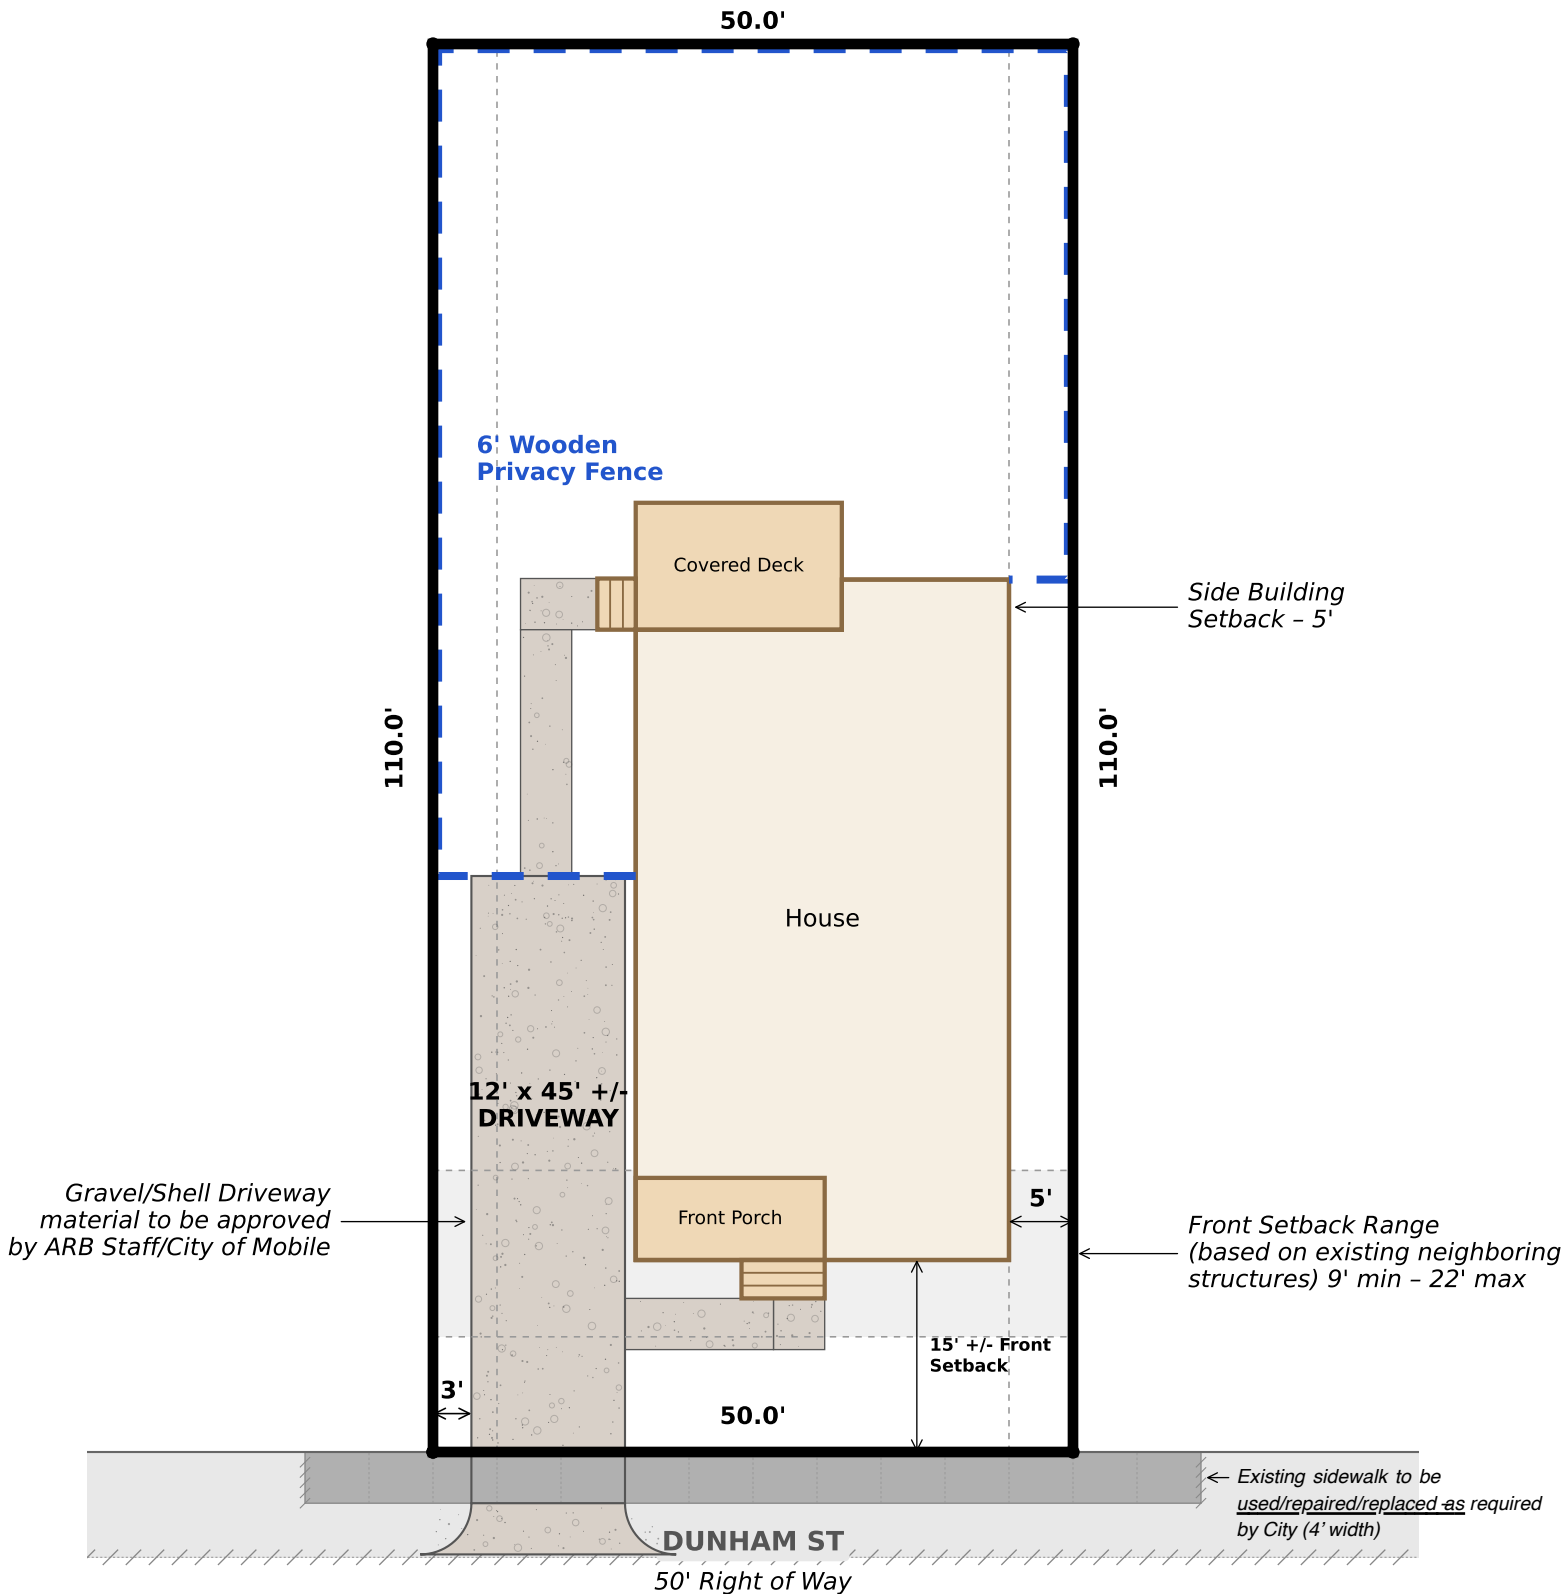 50.0'
6' Wooden
Privacy Fence
Covered Deck
Side Building
Setback – 5'
110.0'
110.0'
House
12' x 45' +/-
DRIVEWAY
Gravel/Shell Driveway
material to be approved
by ARB Staff/City of Mobile
Front Porch
5'
Front Setback Range
(based on existing neighboring
structures) 9' min – 22' max
15' +/- Front
Setback
3'
50.0'
Existing sidewalk to be
used/repaired/replaced as required
by City (4’ width)
DUNHAM ST
50' Right of Way